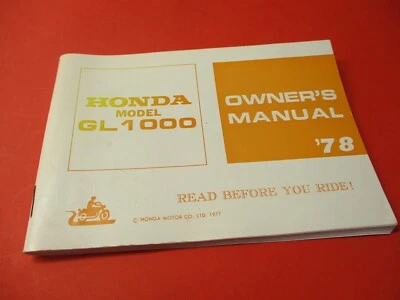 HONDA
MODEL
GL1000
OWNER'S
MANUAL
'78
READ BEFORE YOU RIDE!
© HONDA MOTOR CO., LTD. 1977